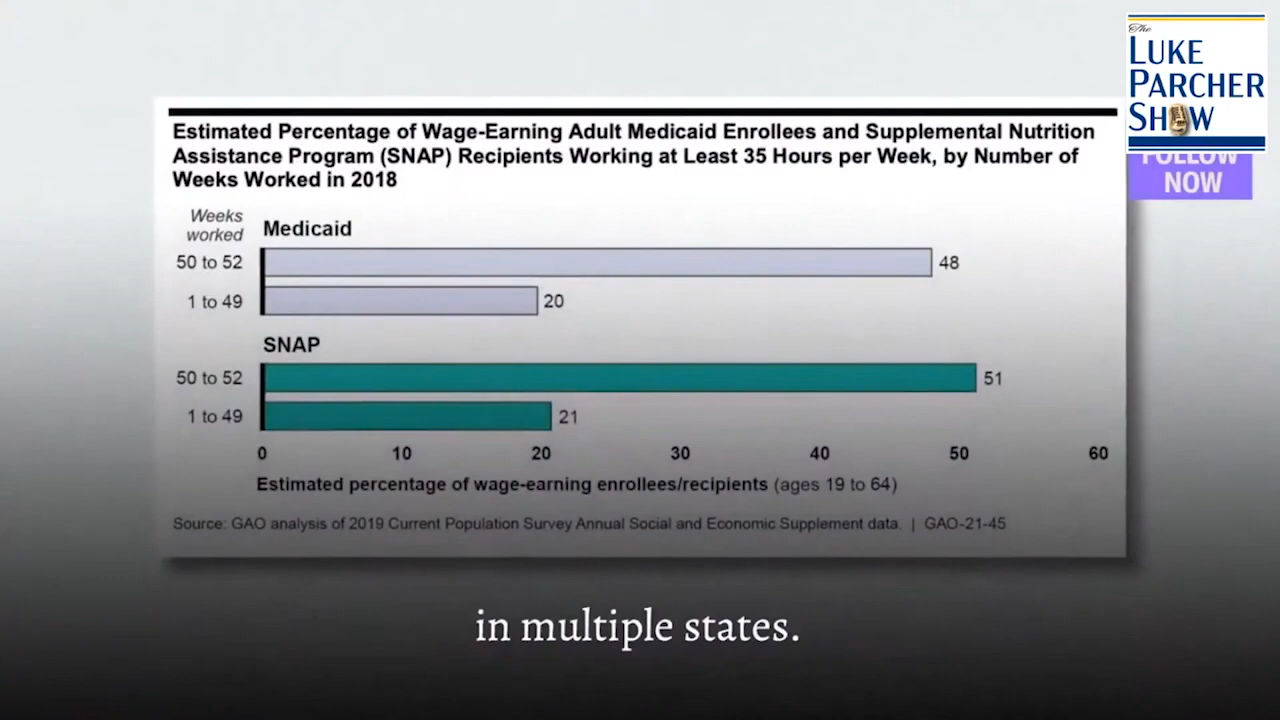 The
LUKE
PARCHER
SHOW
FOLLOW
NOW
Estimated Percentage of Wage-Earning Adult Medicaid Enrollees and Supplemental Nutrition
Assistance Program (SNAP) Recipients Working at Least 35 Hours per Week, by Number of
Weeks Worked in 2018
Weeks
worked
Medicaid
50 to 52
48
1 to 49
20
SNAP
50 to 52
51
1 to 49
21
0 10 20 30 40 50 60
Estimated percentage of wage-earning enrollees/recipients (ages 19 to 64)
Source: GAO analysis of 2019 Current Population Survey Annual Social and Economic Supplement data. | GAO-21-45
in multiple states.